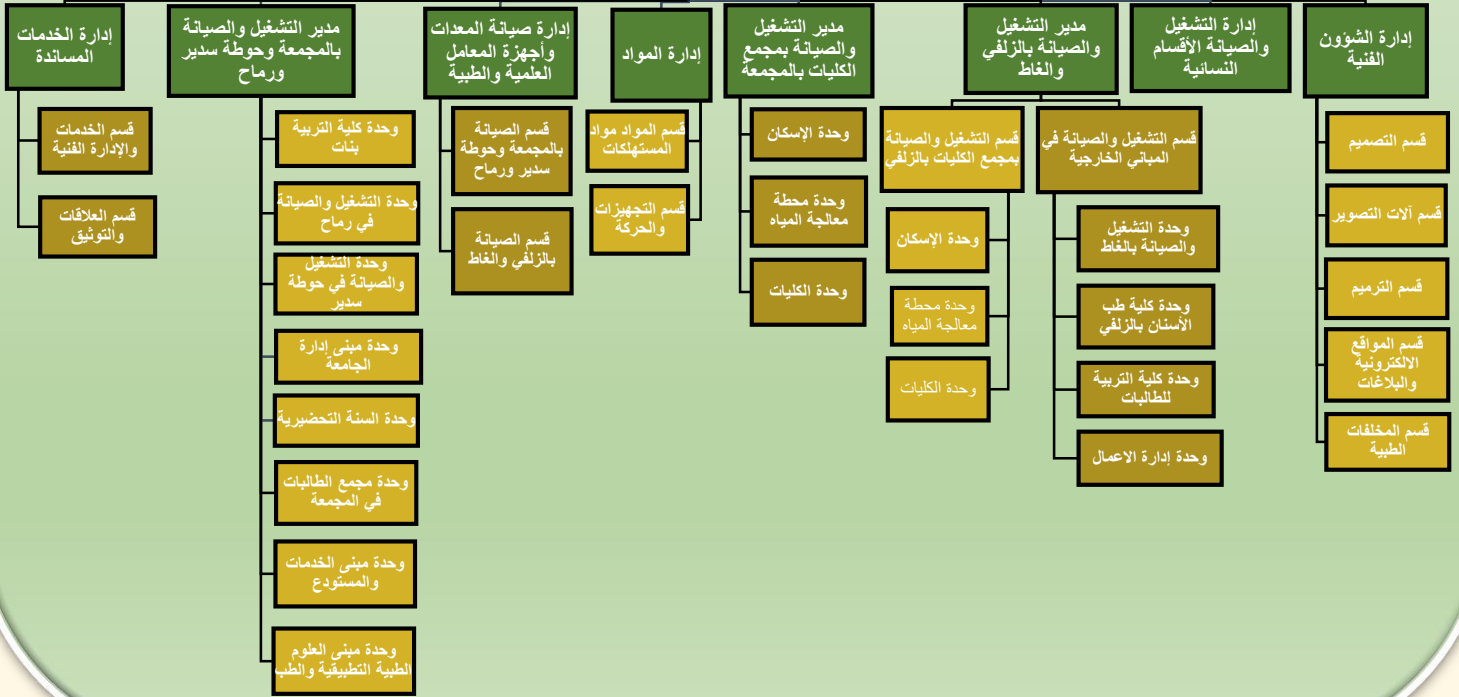 إدارة الشؤون
الفنية
قسم التصميم
قسم آلات التصوير
قسم الترميم
قسم المواقع
الالكترونية
والبلاغات
قسم المخلفات
الطبية
إدارة التشغيل
والصيانة الأقسام
النسائية
مدير التشغيل
والصيانة بالزلفي
والغاط
قسم التشغيل والصيانة في
المباني الخارجية
وحدة التشغيل
والصيانة بالغاط
وحدة كلية طب
الأسنان بالزلفي
وحدة كلية التربية
للطالبات
وحدة إدارة الاعمال
قسم التشغيل والصيانة
بمجمع الكليات بالزلفي
وحدة الإسكان
وحدة محطة
معالجة المياه
وحدة الكليات
مدير التشغيل
والصيانة بمجمع
الكليات بالمجمعة
وحدة الإسكان
وحدة محطة
معالجة المياه
وحدة الكليات
إدارة المواد
قسم المواد مواد
المستهلكات
قسم التجهيزات
والحركة
إدارة صيانة المعدات
وأجهزة المعامل
العلمية والطبية
قسم الصيانة
بالمجمعة وحوطة
سدير ورماح
قسم الصيانة
بالزلفي والغاط
مدير التشغيل والصيانة
بالمجمعة وحوطة سدير
ورماح
وحدة كلية التربية
بنات
وحدة التشغيل والصيانة
في رماح
وحدة التشغيل
والصيانة في حوطة
سدير
وحدة مبنى إدارة
الجامعة
وحدة السنة التحضيرية
وحدة مجمع الطالبات
في المجمعة
وحدة مبنى الخدمات
والمستودع
وحدة مبنى العلوم
الطبية التطبيقية والطب
إدارة الخدمات
المساندة
قسم الخدمات
والإدارة الفنية
قسم العلاقات
والتوثيق